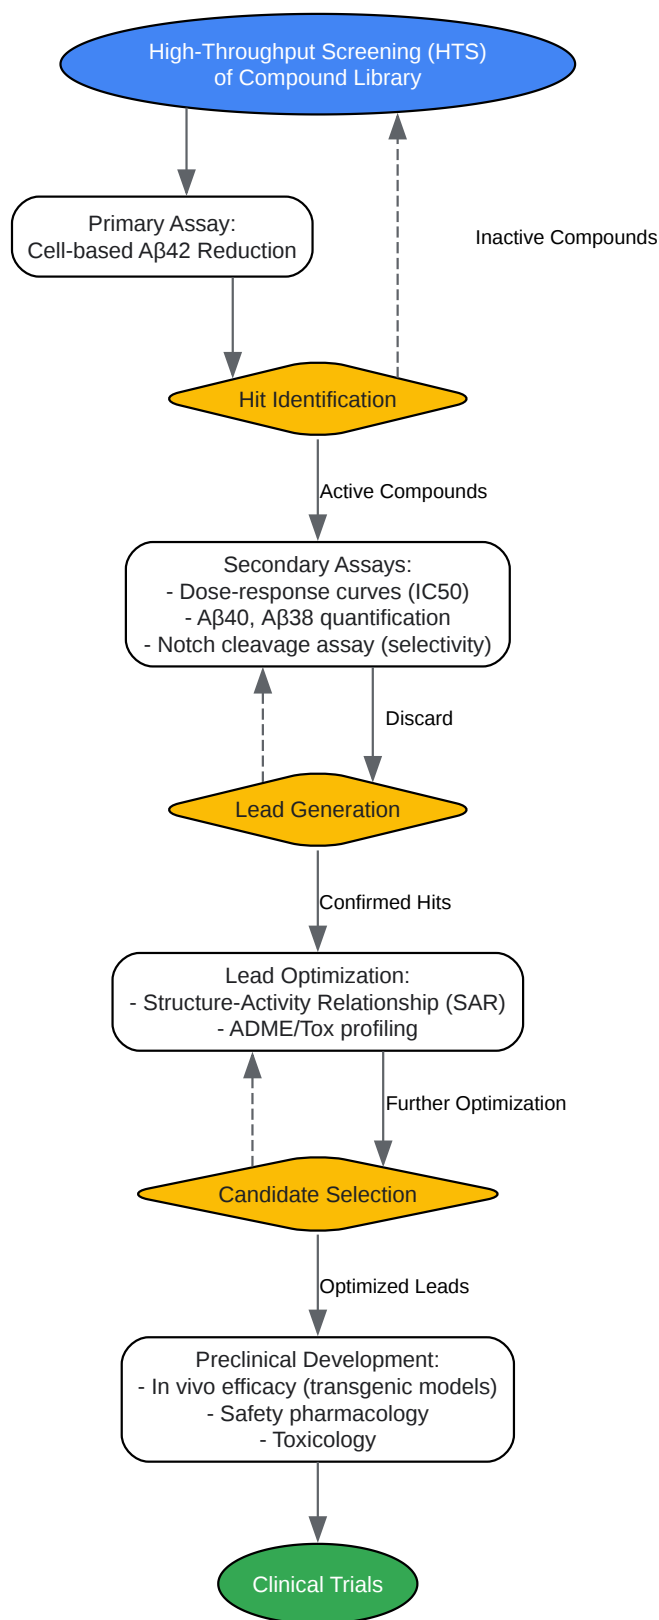 High-Throughput Screening (HTS)
of Compound Library
Primary Assay:
Cell-based Aβ42 Reduction
Inactive Compounds
Hit Identification
Active Compounds
Secondary Assays:
- Dose-response curves (IC50)
- Aβ40, Aβ38 quantification
- Notch cleavage assay (selectivity)
Discard
Lead Generation
Confirmed Hits
Lead Optimization:
- Structure-Activity Relationship (SAR)
- ADME/Tox profiling
Further Optimization
Candidate Selection
Optimized Leads
Preclinical Development:
- In vivo efficacy (transgenic models)
- Safety pharmacology
- Toxicology
Clinical Trials